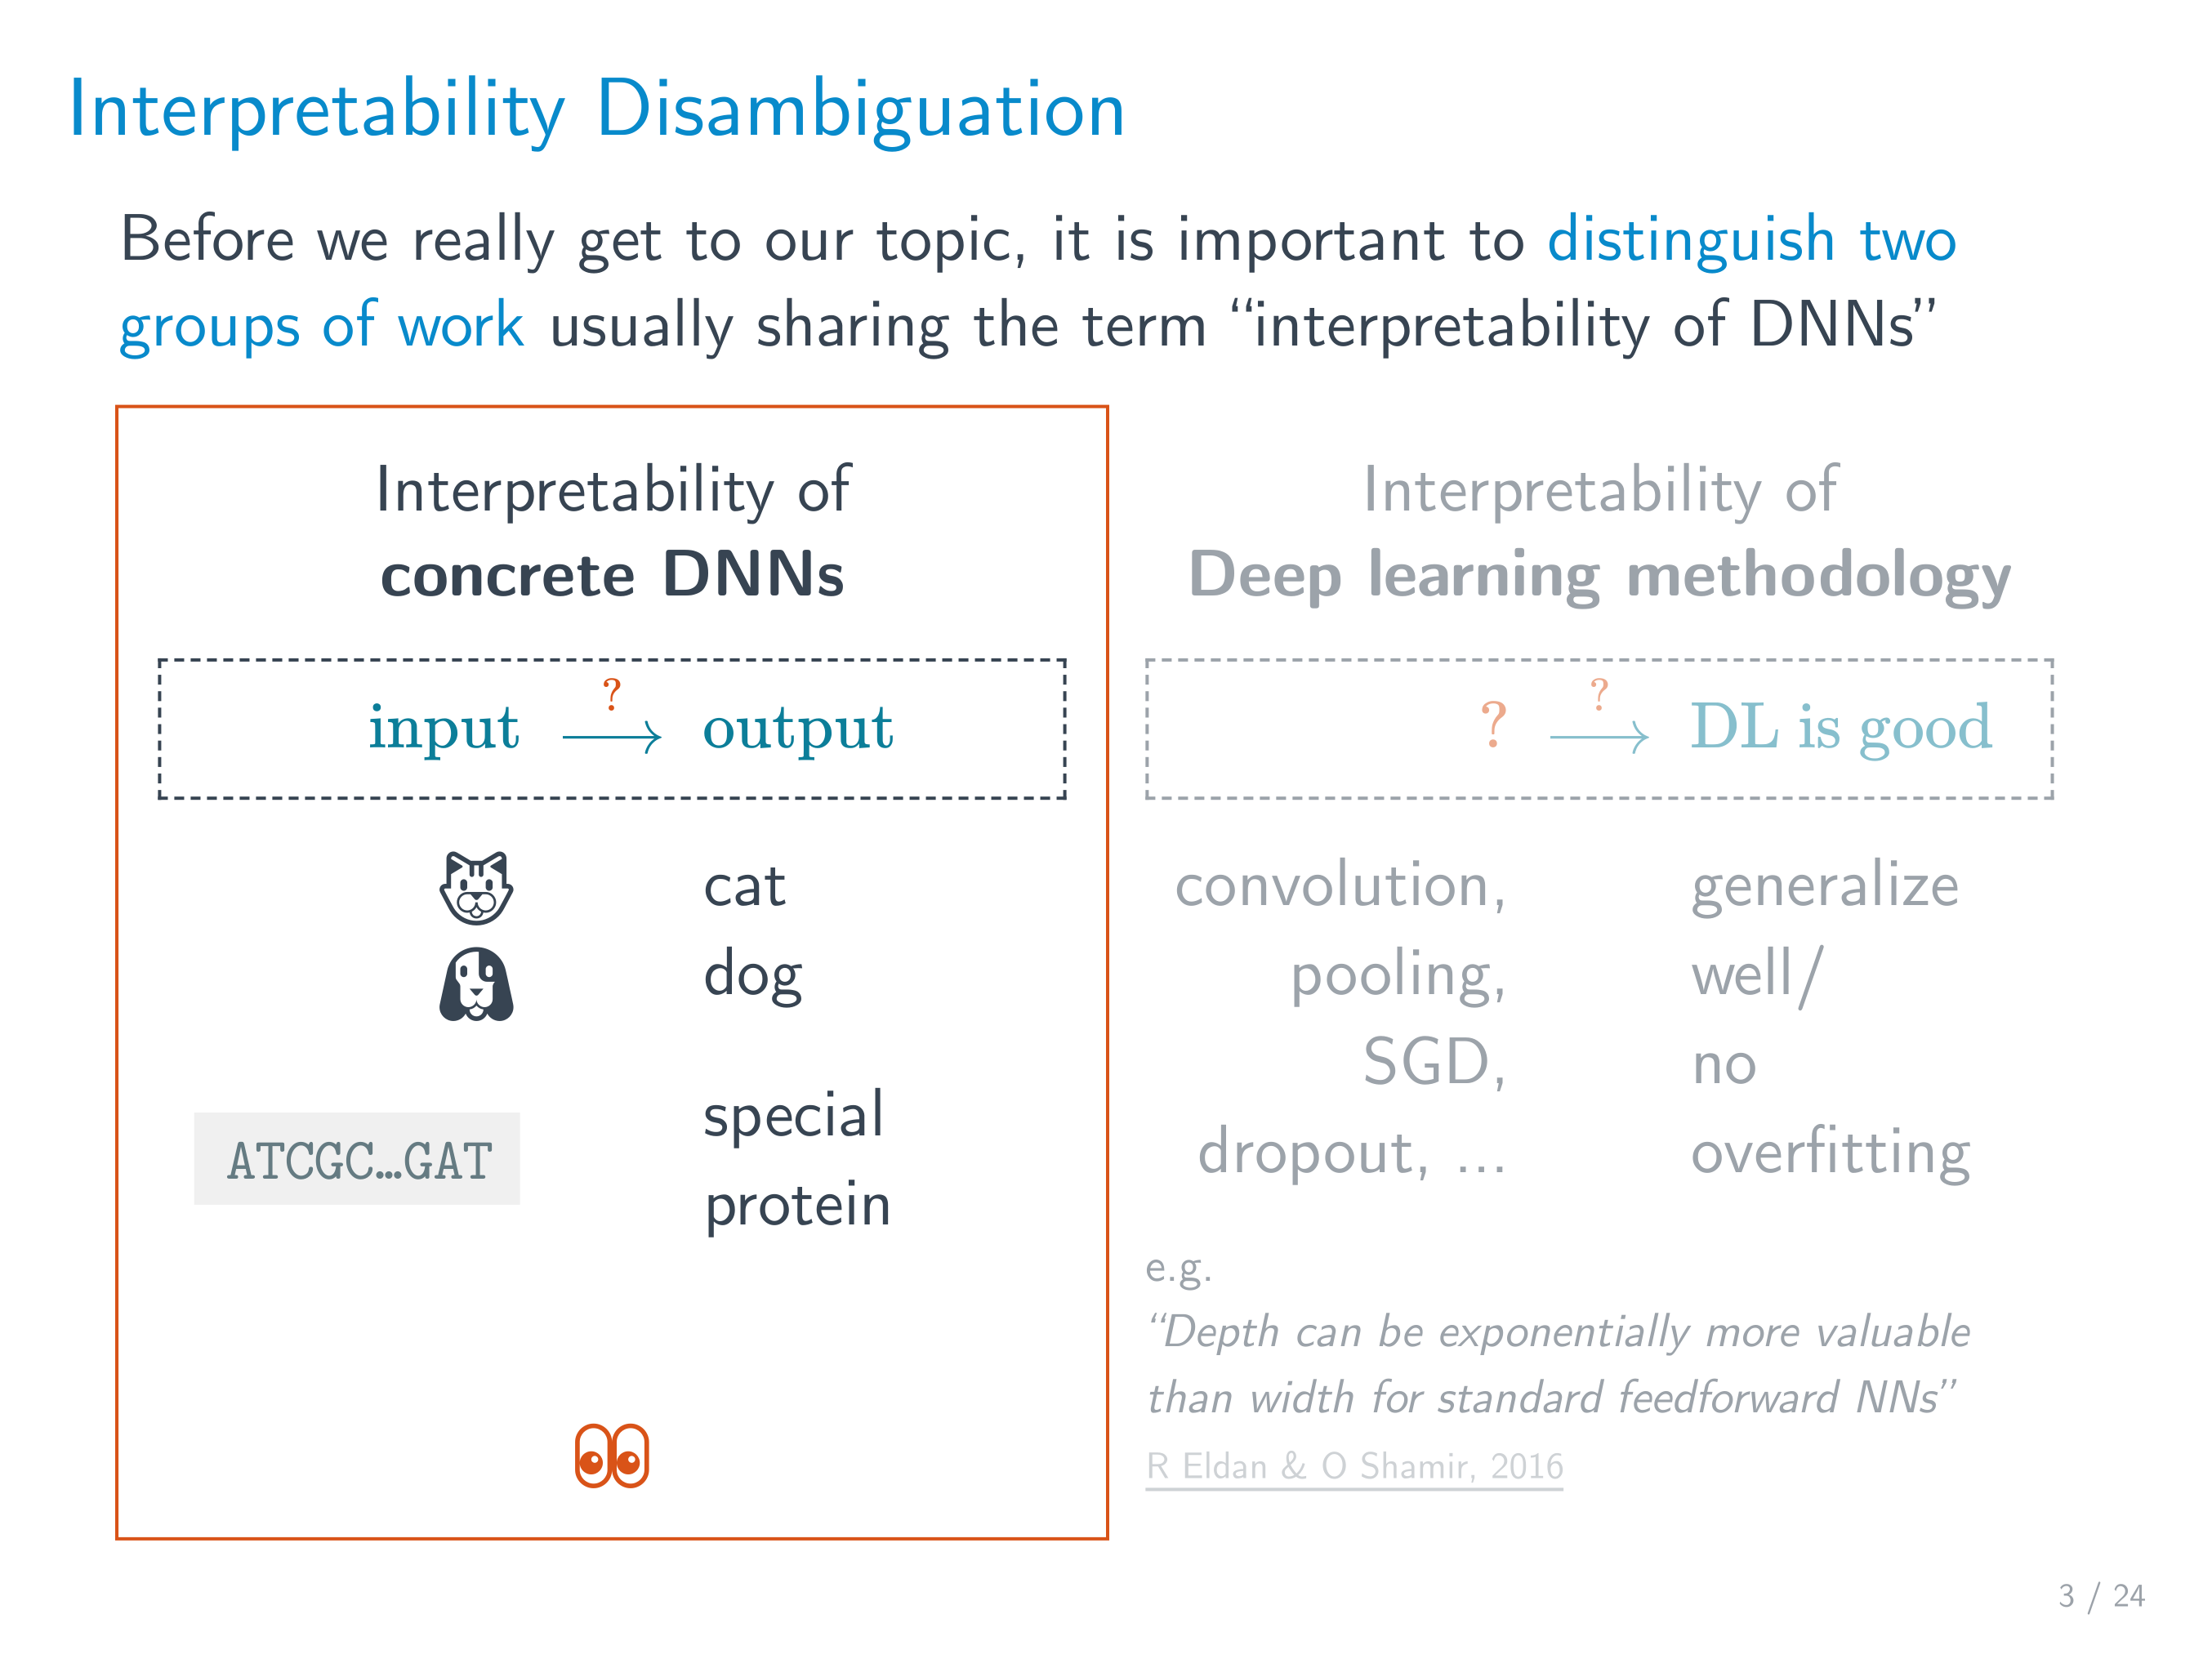 Interpretability Disambiguation
Before we really get to our topic, it is important to distinguish two
groups of work usually sharing the term “interpretability of DNNs”
Interpretability of
concrete DNNs
?
input ⟶ output
cat
dog
ATCGC…GAT
special
protein
Interpretability of
Deep learning methodology
?
? ⟶ DL is good
convolution, generalize
pooling, well/
SGD, no
dropout, ... overfitting
e.g.
“Depth can be exponentially more valuable
than width for standard feedforward NNs”
R Eldan & O Shamir, 2016
3 / 24